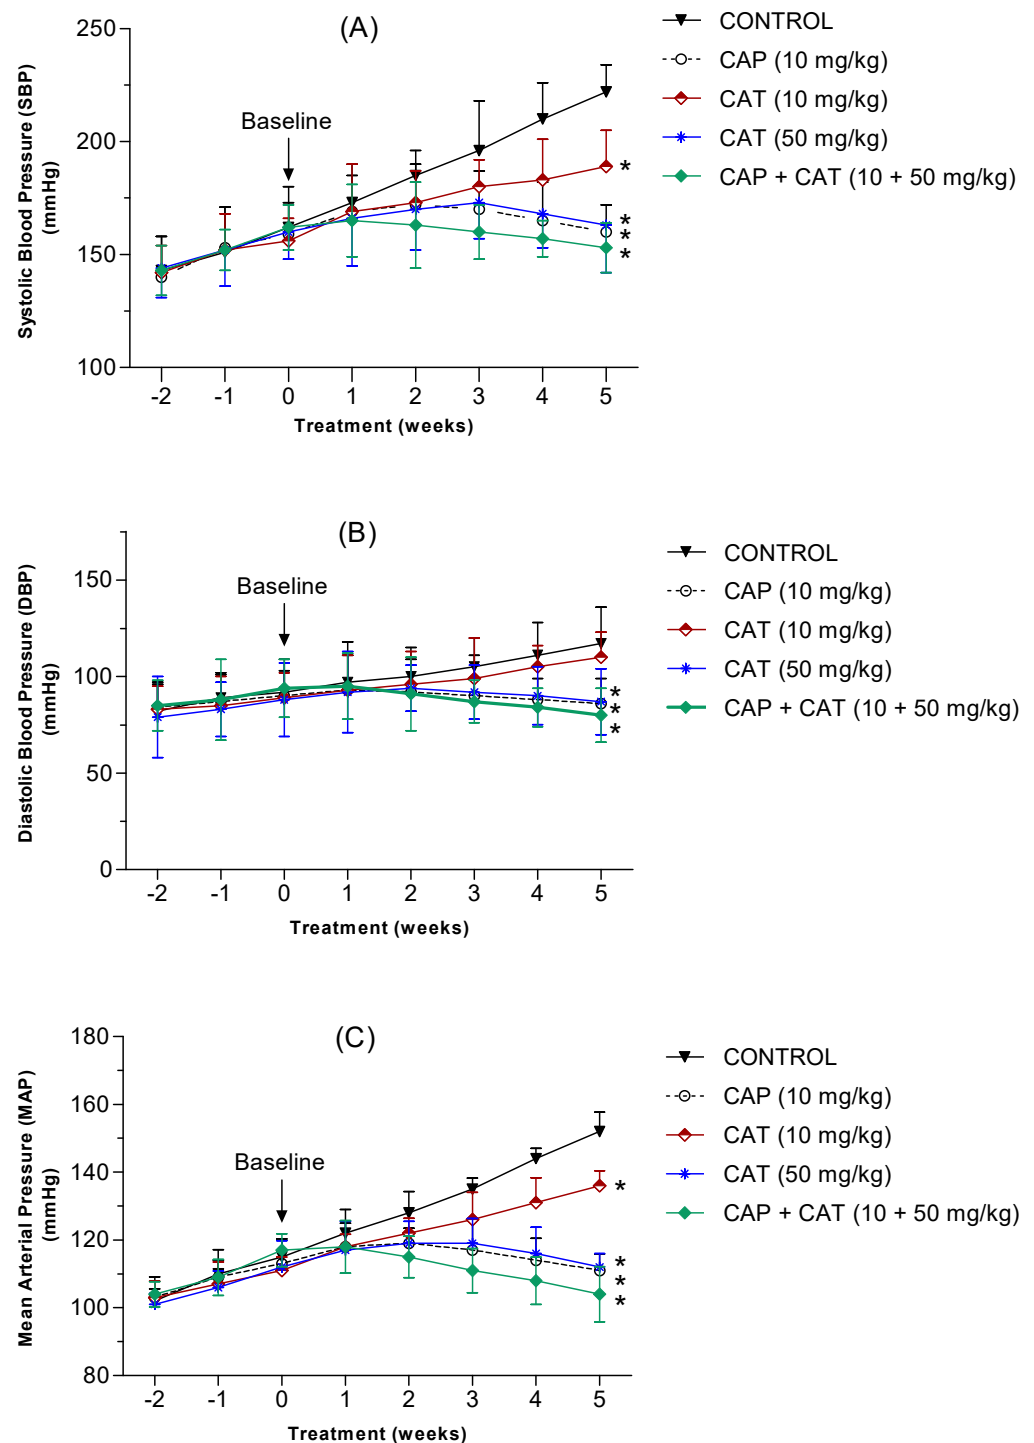 (A)
Systolic Blood Pressure (SBP)
(mmHg)
250
200
150
100
Baseline
-2 -1 0 1 2 3 4 5
Treatment (weeks)
*
*
*
*
CONTROL
CAP (10 mg/kg)
CAT (10 mg/kg)
CAT (50 mg/kg)
CAP + CAT (10 + 50 mg/kg)
(B)
Diastolic Blood Pressure (DBP)
(mmHg)
150
100
50
0
Baseline
-2 -1 0 1 2 3 4 5
Treatment (weeks)
*
*
*
CONTROL
CAP (10 mg/kg)
CAT (10 mg/kg)
CAT (50 mg/kg)
CAP + CAT (10 + 50 mg/kg)
(C)
Mean Arterial Pressure (MAP)
(mmHg)
180
160
140
120
100
80
Baseline
-2 -1 0 1 2 3 4 5
Treatment (weeks)
*
*
*
*
CONTROL
CAP (10 mg/kg)
CAT (10 mg/kg)
CAT (50 mg/kg)
CAP + CAT (10 + 50 mg/kg)